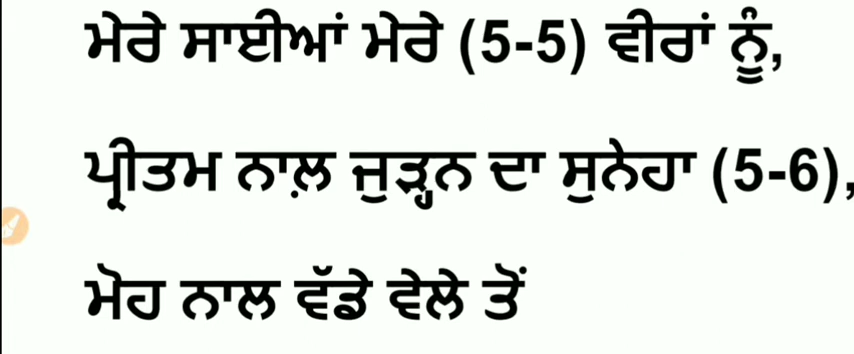 ਮੇਰੇ ਸਾਈਆਂ ਮੇਰੇ (5-5) ਵੀਰਾਂ ਨੂੰ,
ਪ੍ਰੀਤਮ ਨਾਲ਼ ਜੁੜ੍ਹਨ ਦਾ ਸੁਨੇਹਾ (5-6),
ਮੋਹ ਨਾਲ ਵੱਡੇ ਵੇਲੇ ਤੋਂ